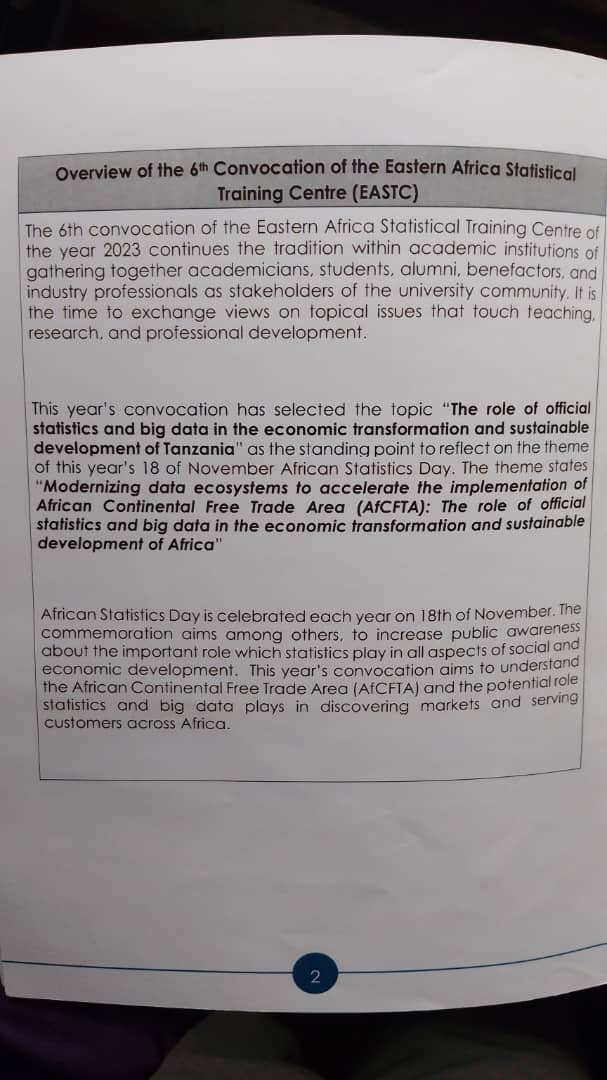 Overview of the 6th Convocation of the Eastern Africa Statistical
Training Centre (EASTC)
The 6th convocation of the Eastern Africa Statistical Training Centre of
the year 2023 continues the tradition within academic institutions of
gathering together academicians, students, alumni, benefactors, and
industry professionals as stakeholders of the university community. It is
the time to exchange views on topical issues that touch teaching,
research, and professional development.
This year's convocation has selected the topic "The role of official
statistics and big data in the economic transformation and sustainable
development of Tanzania" as the standing point to reflect on the theme
of this year's 18 of November African Statistics Day. The theme states
"Modernizing data ecosystems to accelerate the implementation of
African Continental Free Trade Area (AfCFTA): The role of official
statistics and big data in the economic transformation and sustainable
development of Africa"
African Statistics Day is celebrated each year on 18th of November. The
commemoration aims among others, to increase public awareness
about the important role which statistics play in all aspects of social and
economic development. This year's convocation aims to understand
the African Continental Free Trade Area (AfCFTA) and the potential role
statistics and big data plays in discovering markets and serving
customers across Africa.
2